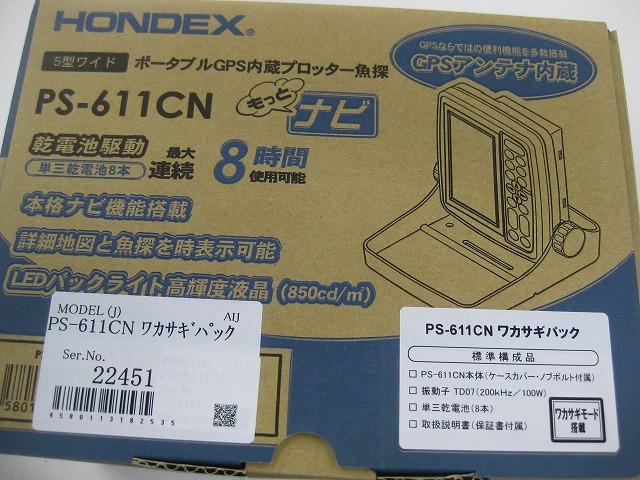 HONDEX®
5型ワイド ポータブルGPS内蔵プロッター魚探
PS-611CN もっとナビ
GPSならではの便利機能を多数搭載
GPSアンテナ内蔵
乾電池駆動
単三乾電池8本
最大
連続
8時間
使用可能
本格ナビ機能搭載
詳細地図と魚探を同時表示可能
LEDバックライト高輝度液晶(850cd/㎡)
MODEL (J) AIJ
PS-611CN ワカサギパック
Ser.No.
22451
4580113182535
PS-611CN ワカサギパック
標準構成品
□ PS-611CN本体(ケースカバー・ノブボルト付属)
□ 振動子 TD07(200kHz/100W)
□ 単三乾電池(8本)
□ 取扱説明書(保証書付属)
ワカサギモード
搭載